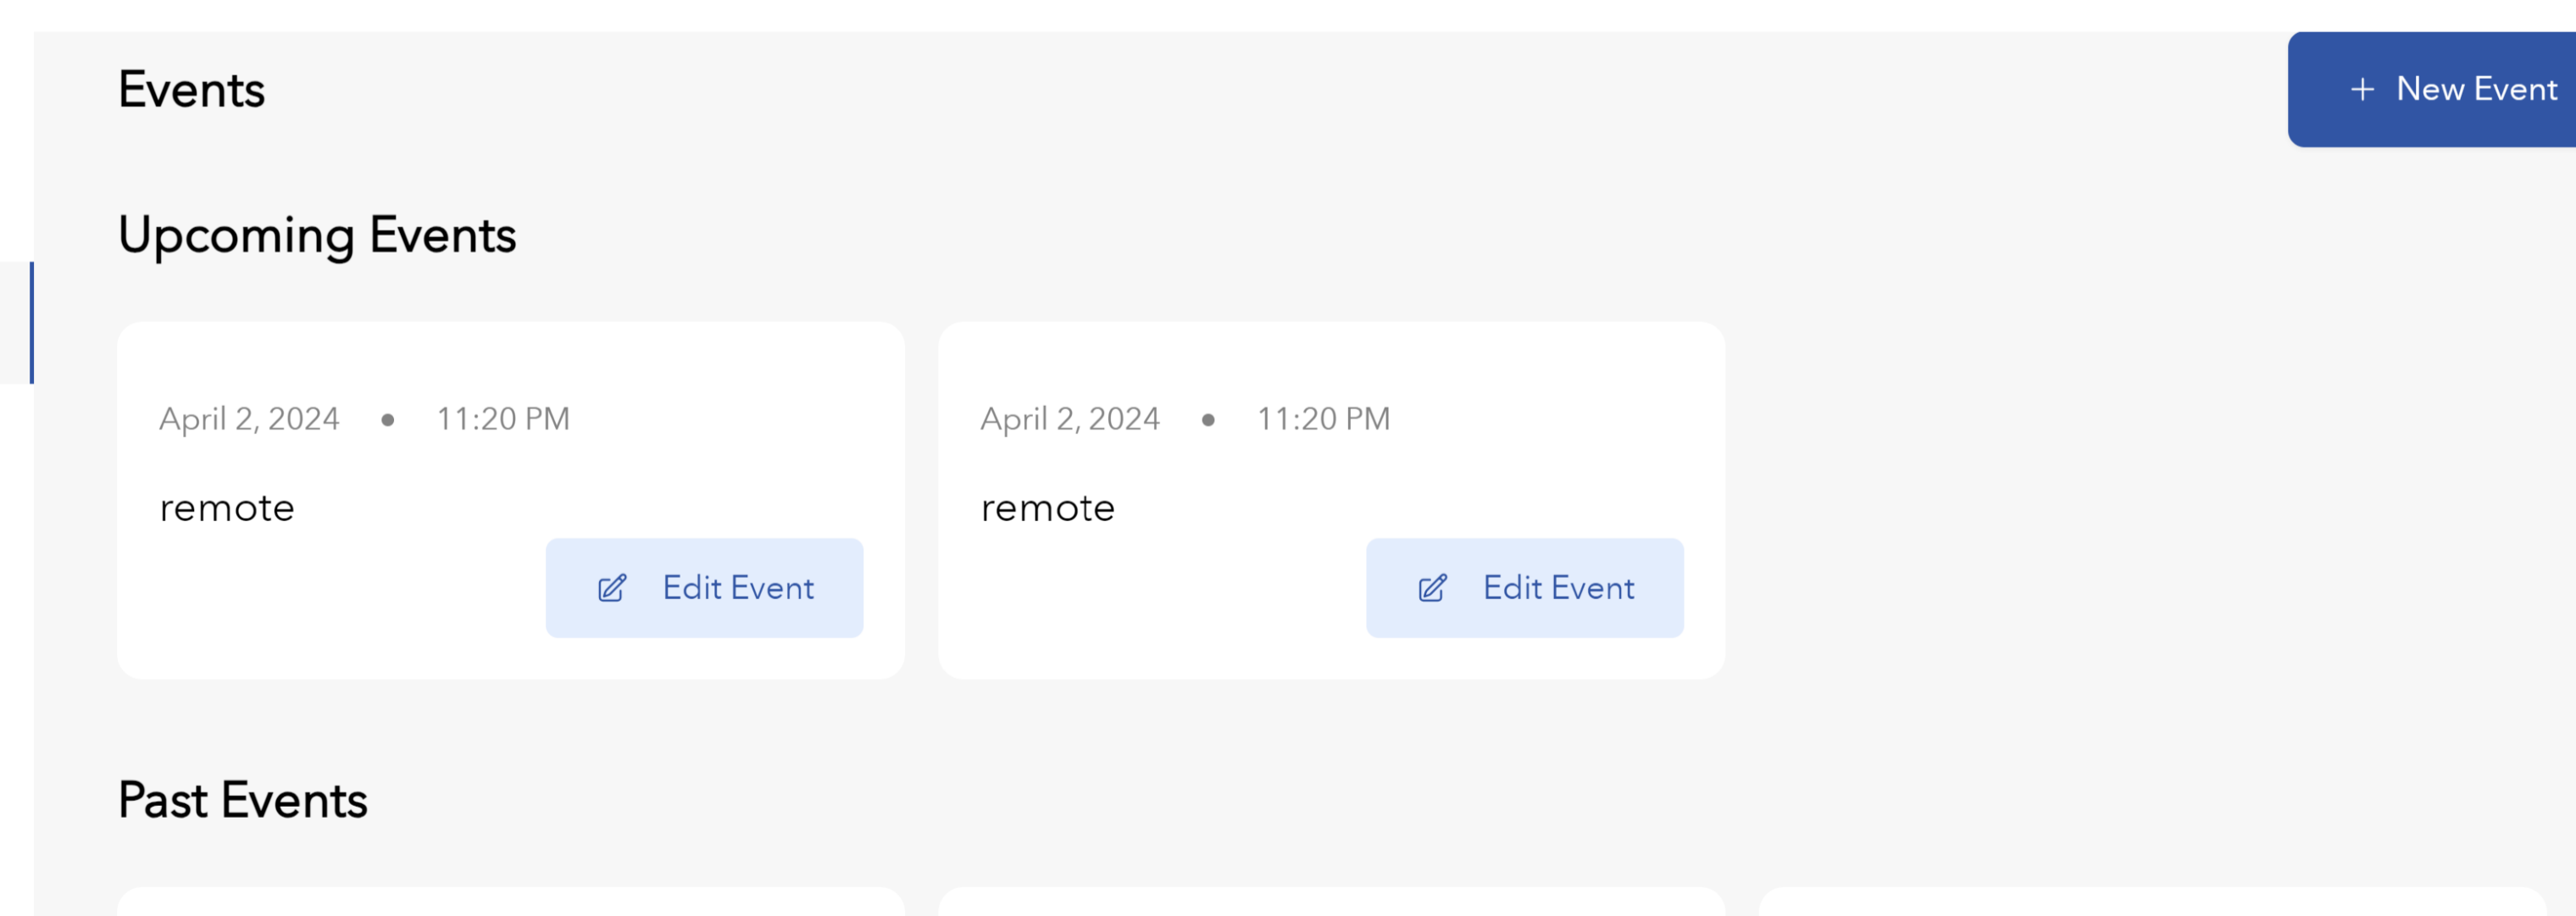 Events
+ New Event
Upcoming Events
April 2, 2024 • 11:20 PM
remote
Edit Event
April 2, 2024 • 11:20 PM
remote
Edit Event
Past Events